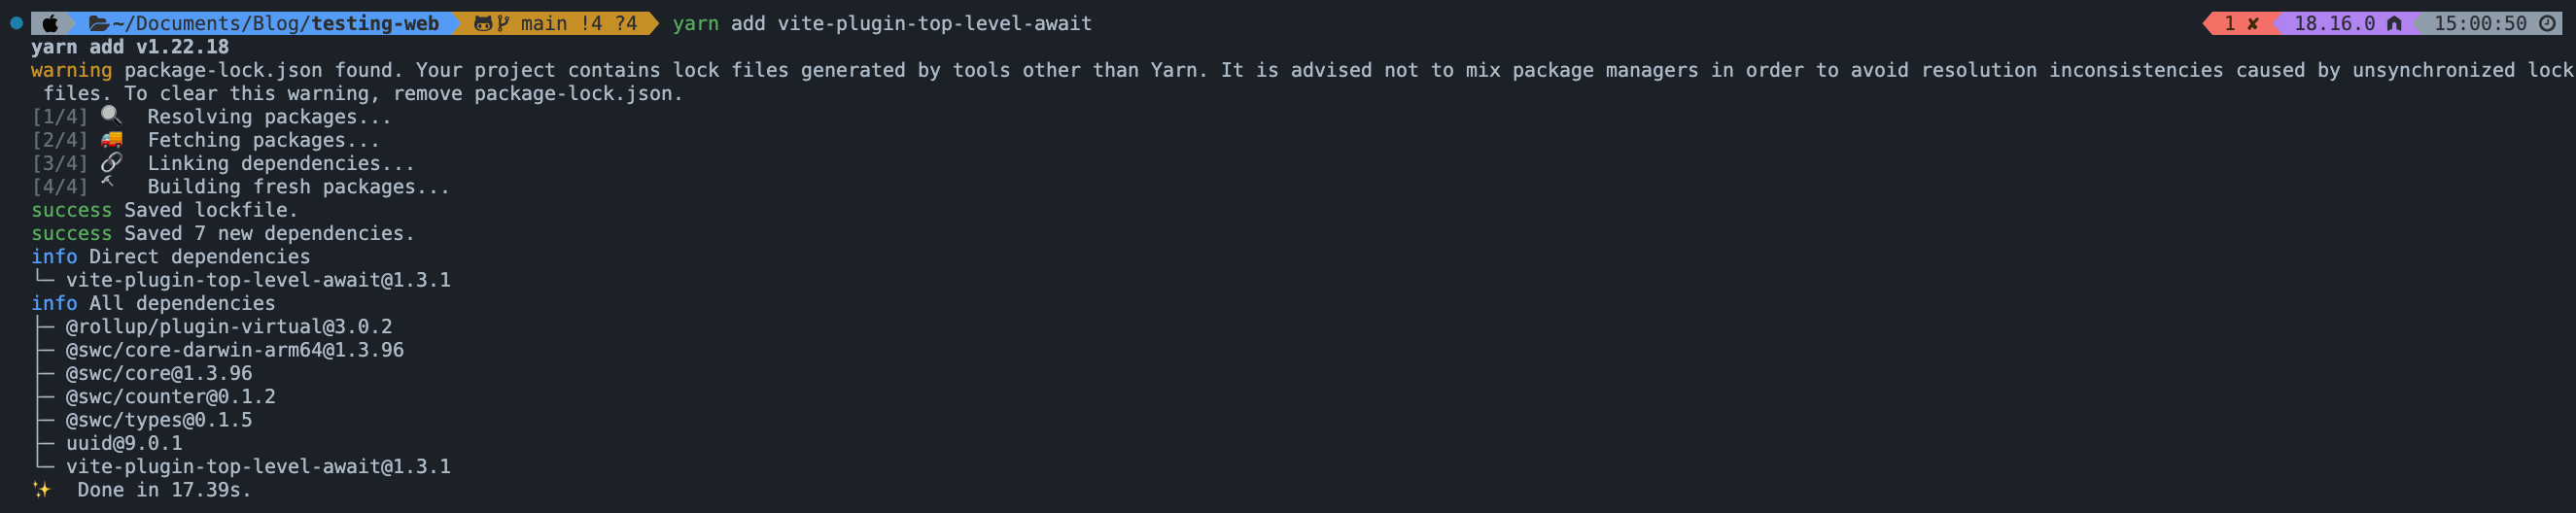 ~/Documents/Blog/testing-web main !4 ?4 yarn add vite-plugin-top-level-await 1 ✘ 18.16.0 15:00:50
yarn add v1.22.18
warning package-lock.json found. Your project contains lock files generated by tools other than Yarn. It is advised not to mix package managers in order to avoid resolution inconsistencies caused by unsynchronized lock
files. To clear this warning, remove package-lock.json.
[1/4] 🔍 Resolving packages...
[2/4] 🚚 Fetching packages...
[3/4] 🔗 Linking dependencies...
[4/4] 🔨 Building fresh packages...
success Saved lockfile.
success Saved 7 new dependencies.
info Direct dependencies
└─ vite-plugin-top-level-await@1.3.1
info All dependencies
├─ @rollup/plugin-virtual@3.0.2
├─ @swc/core-darwin-arm64@1.3.96
├─ @swc/core@1.3.96
├─ @swc/counter@0.1.2
├─ @swc/types@0.1.5
├─ uuid@9.0.1
└─ vite-plugin-top-level-await@1.3.1
✨ Done in 17.39s.